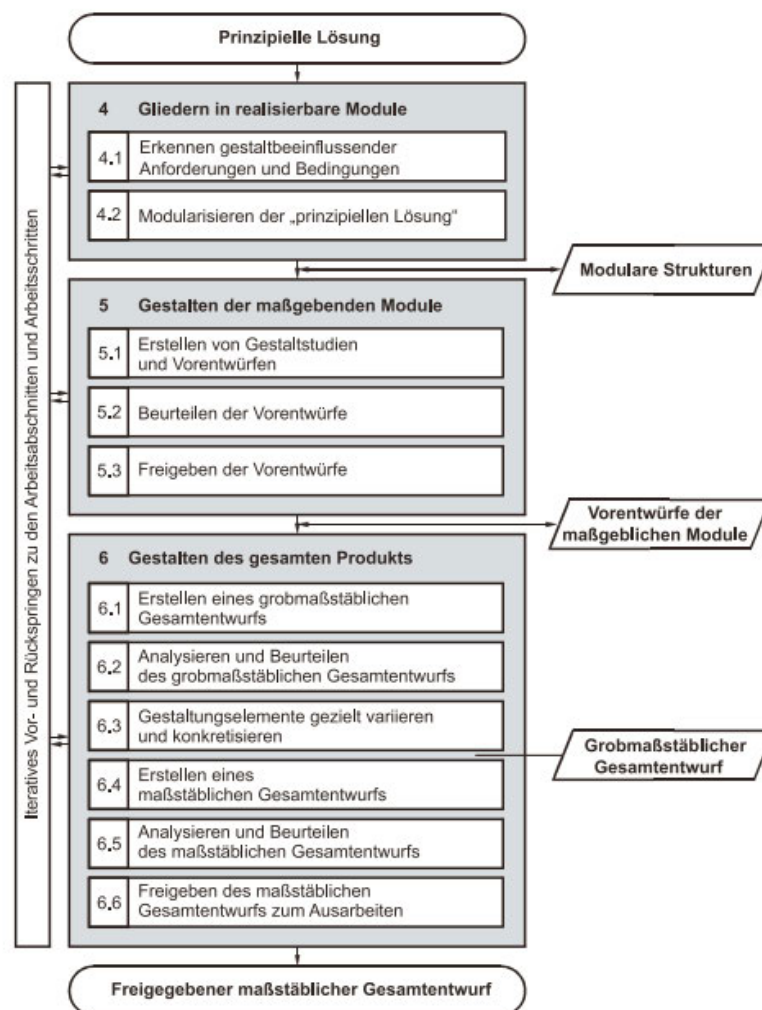 Prinzipielle Lösung
Iteratives Vor- und Rückspringen zu den Arbeitsabschnitten und Arbeitsschritten
4 Gliedern in realisierbare Module
4.1 Erkennen gestaltbeeinflussender
Anforderungen und Bedingungen
4.2 Modularisieren der „prinzipiellen Lösung“
Modulare Strukturen
5 Gestalten der maßgebenden Module
5.1 Erstellen von Gestaltstudien
und Vorentwürfen
5.2 Beurteilen der Vorentwürfe
5.3 Freigeben der Vorentwürfe
Vorentwürfe der
maßgeblichen Module
6 Gestalten des gesamten Produkts
6.1 Erstellen eines grobmaßstäblichen
Gesamtentwurfs
6.2 Analysieren und Beurteilen
des grobmaßstäblichen Gesamtentwurfs
6.3 Gestaltungselemente gezielt variieren
und konkretisieren
Grobmaßstäblicher
Gesamtentwurf
6.4 Erstellen eines
maßstäblichen Gesamtentwurfs
6.5 Analysieren und Beurteilen
des maßstäblichen Gesamtentwurfs
6.6 Freigeben des maßstäblichen
Gesamtentwurfs zum Ausarbeiten
Freigegebener maßstäblicher Gesamtentwurf